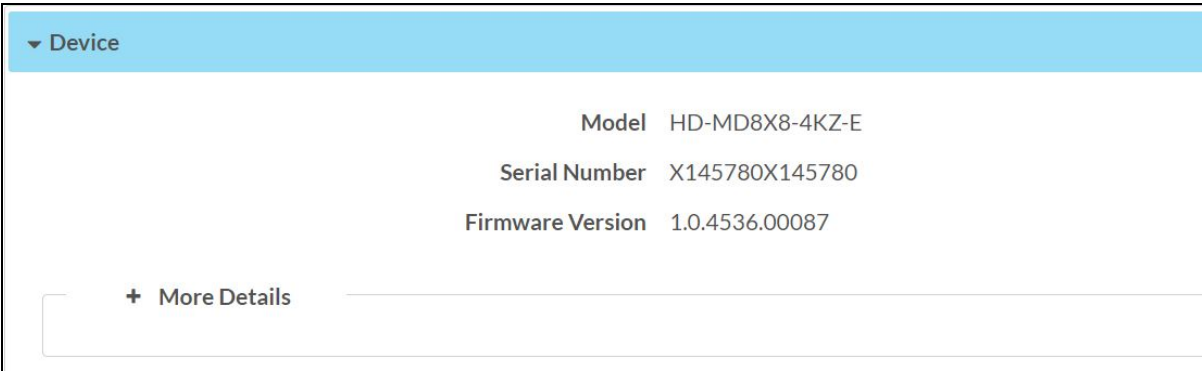 Device
Model HD-MD8X8-4KZ-E
Serial Number X145780X145780
Firmware Version 1.0.4536.00087
+ More Details